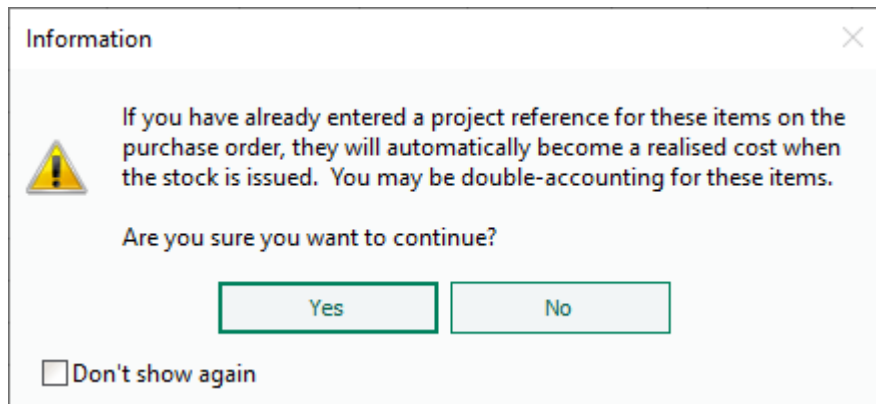 Information
If you have already entered a project reference for these items on the
purchase order, they will automatically become a realised cost when
the stock is issued.  You may be double-accounting for these items.
Are you sure you want to continue?
Yes
No
Don't show again